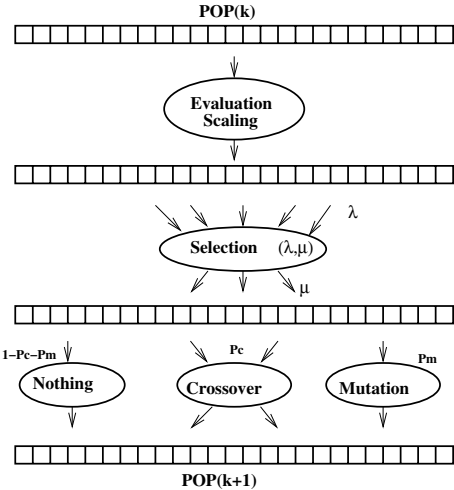 POP(k)
Evaluation
Scaling
λ
Selection (λ,μ)
μ
1−Pc−Pm
Pc
Pm
Nothing
Crossover
Mutation
POP(k+1)